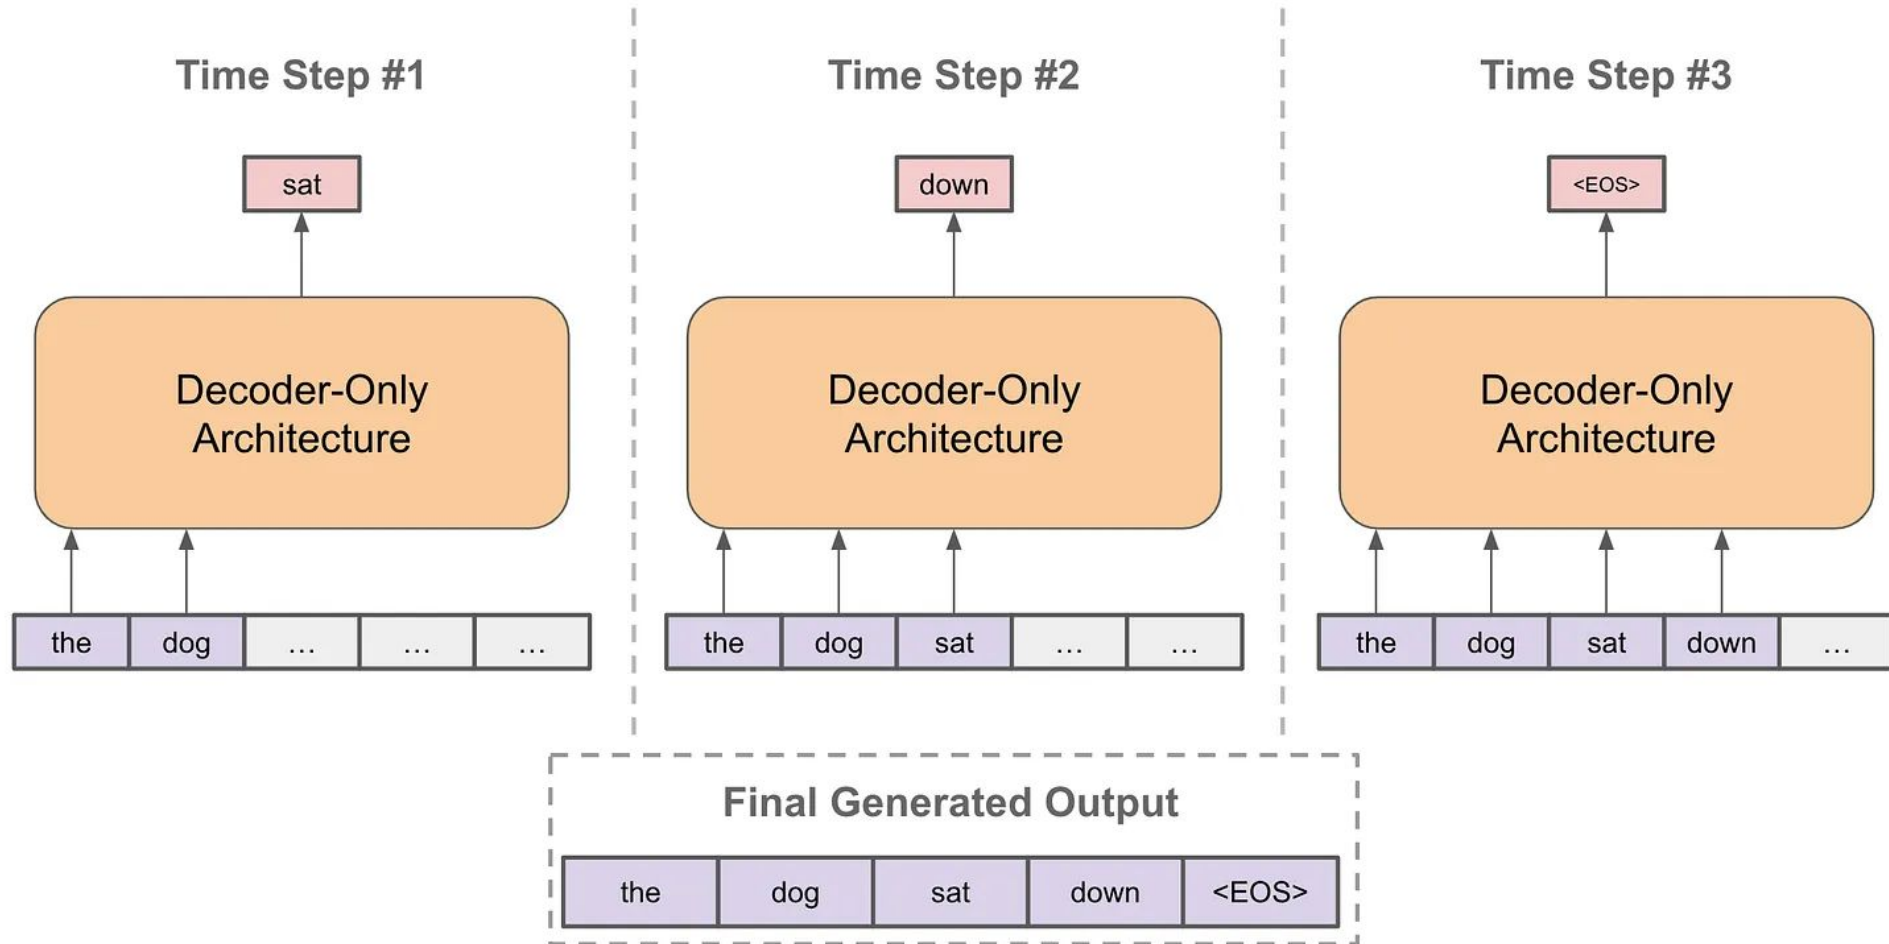 Time Step #1
Time Step #2
Time Step #3
sat
down
<EOS>
Decoder-Only
Architecture
Decoder-Only
Architecture
Decoder-Only
Architecture
the dog ... ... ...
the dog sat ... ...
the dog sat down ...
Final Generated Output
the dog sat down <EOS>